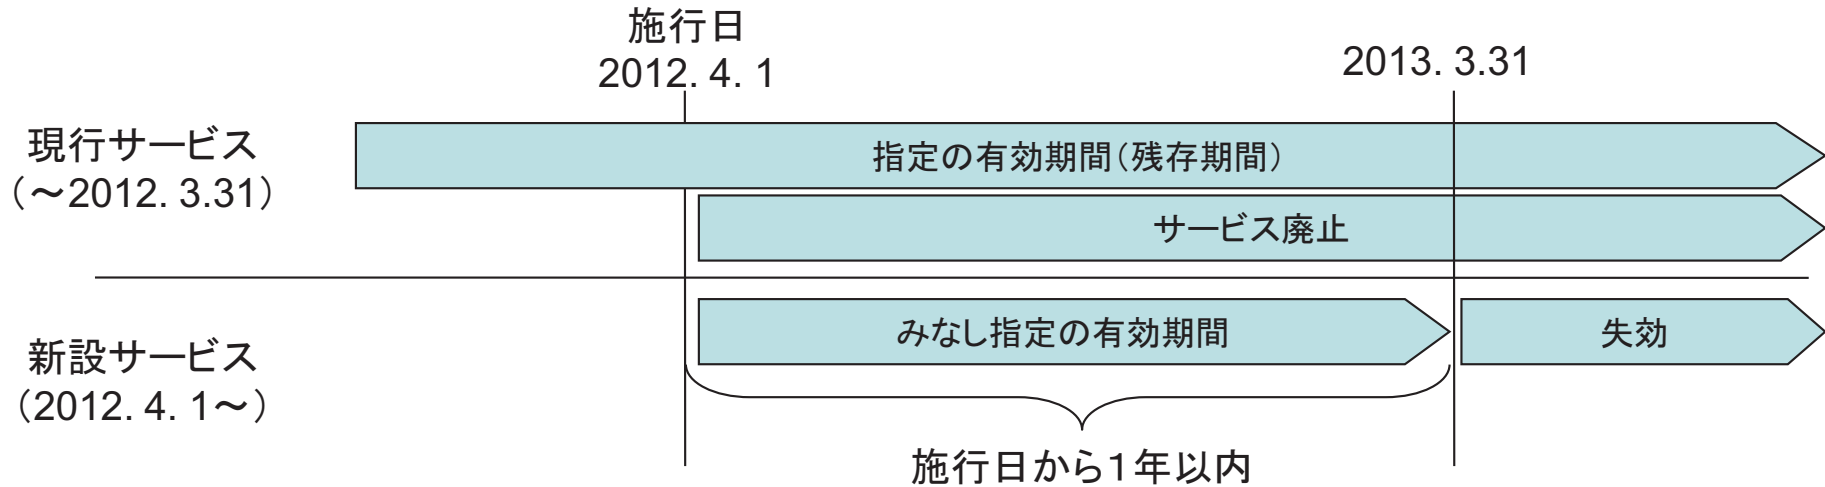 施行日
2012. 4. 1
2013. 3.31
現行サービス
（～2012. 3.31）
指定の有効期間（残存期間）
サービス廃止
新設サービス
（2012. 4. 1～）
みなし指定の有効期間
失効
施行日から１年以内